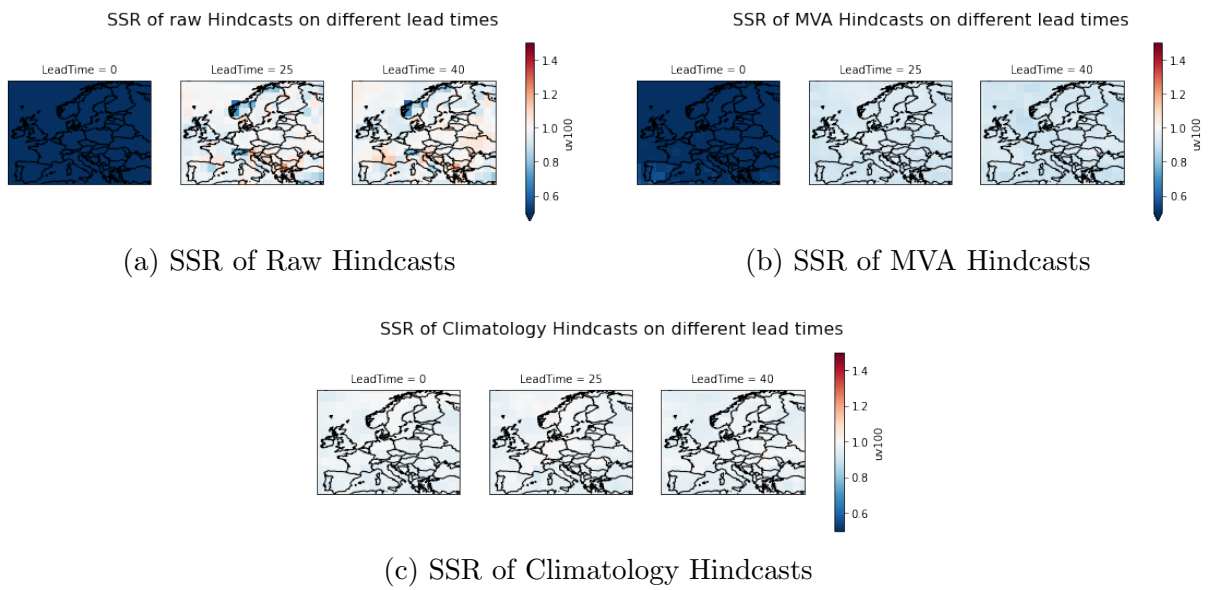 SSR of raw Hindcasts on different lead times
LeadTime = 0
LeadTime = 25
LeadTime = 40
1.4
1.2
1.0
0.8
0.6
uv100
(a) SSR of Raw Hindcasts
SSR of MVA Hindcasts on different lead times
LeadTime = 0
LeadTime = 25
LeadTime = 40
1.4
1.2
1.0
0.8
0.6
uv100
(b) SSR of MVA Hindcasts
SSR of Climatology Hindcasts on different lead times
LeadTime = 0
LeadTime = 25
LeadTime = 40
1.4
1.2
1.0
0.8
0.6
uv100
(c) SSR of Climatology Hindcasts